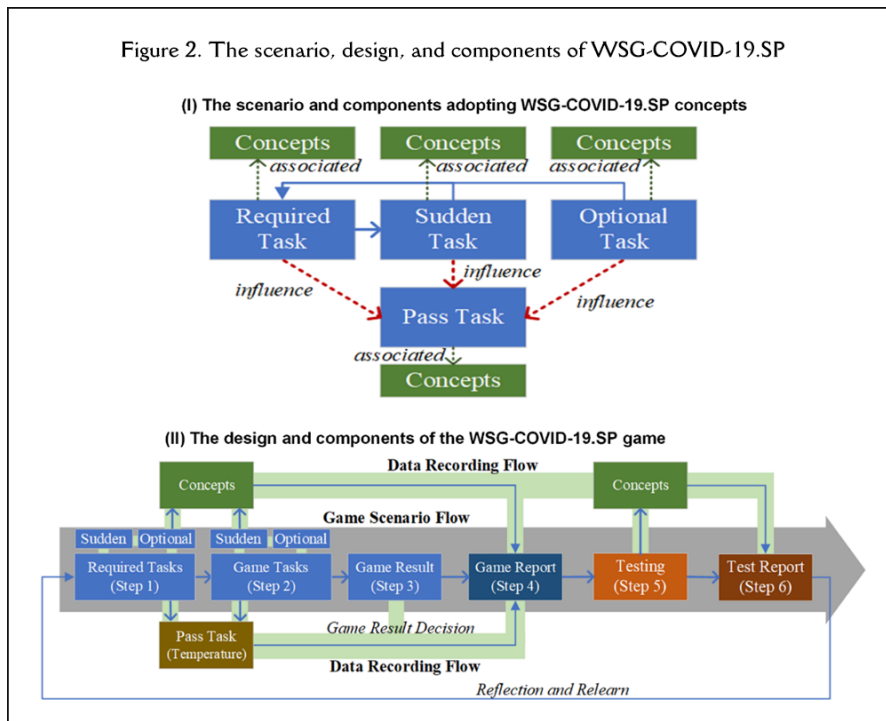 Figure 2. The scenario, design, and components of WSG-COVID-19.SP
(I) The scenario and components adopting WSG-COVID-19.SP concepts
Concepts
Concepts
Concepts
associated
associated
associated
Required
Task
Sudden
Task
Optional
Task
influence
influence
influence
Pass Task
associated
Concepts
(II) The design and components of the WSG-COVID-19.SP game
Data Recording Flow
Concepts
Concepts
Game Scenario Flow
Sudden
Optional
Sudden
Optional
Required Tasks
(Step 1)
Game Tasks
(Step 2)
Game Result
(Step 3)
Game Report
(Step 4)
Testing
(Step 5)
Test Report
(Step 6)
Pass Task
(Temperature)
Game Result Decision
Data Recording Flow
Reflection and Relearn